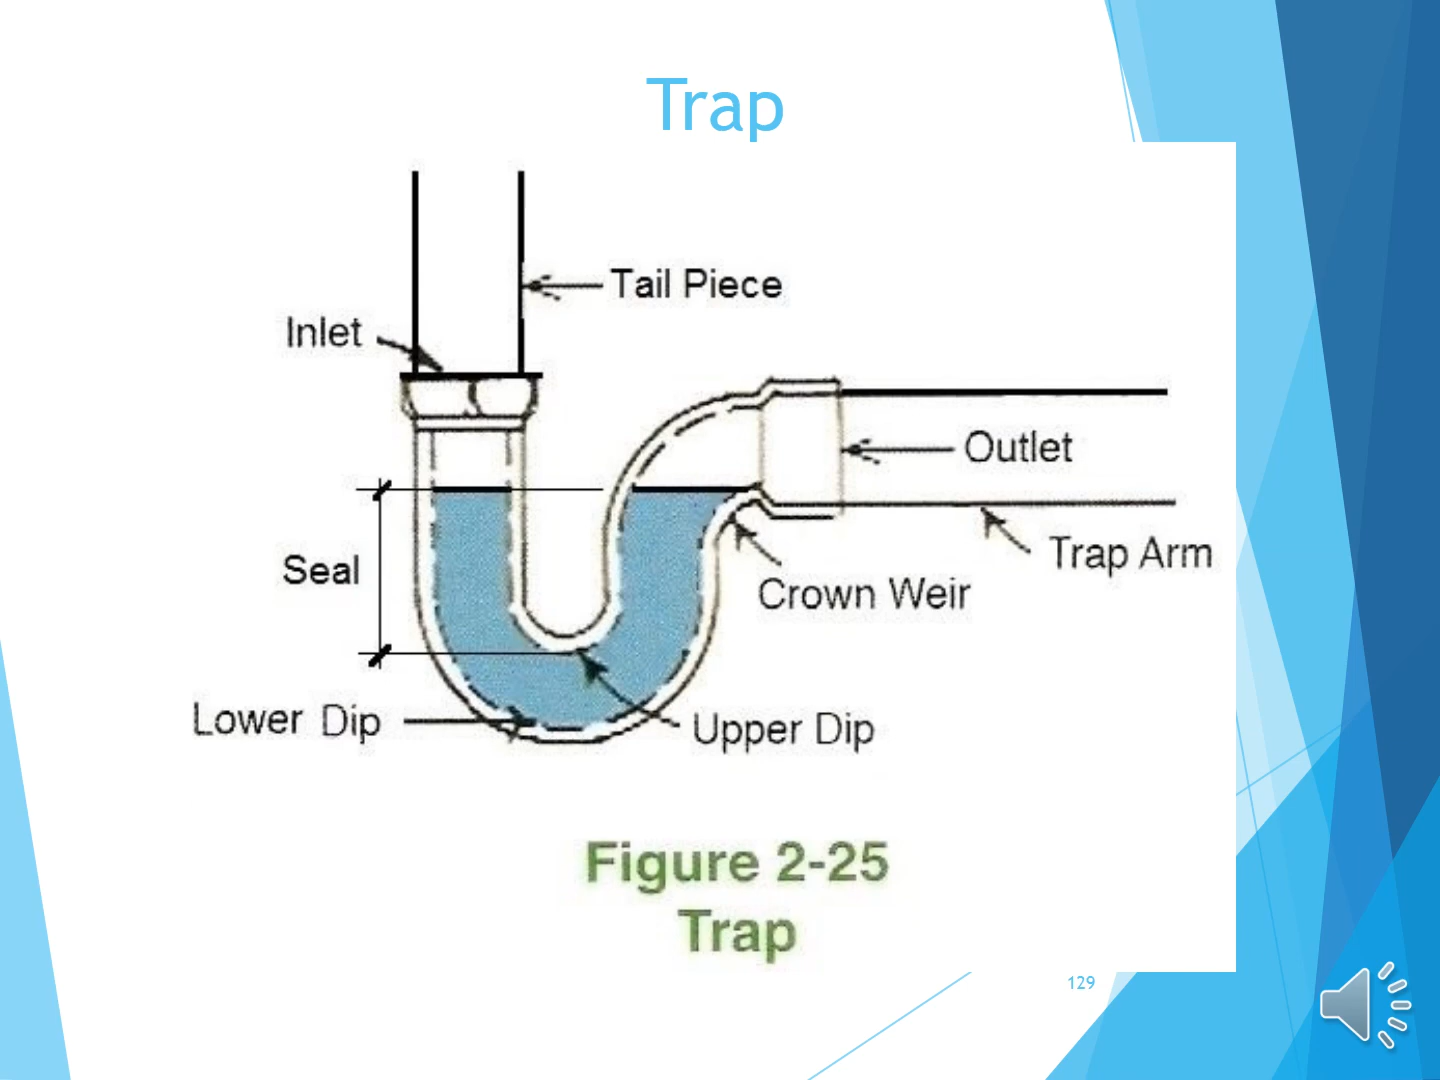 Trap
Tail Piece
Inlet
Outlet
Seal
Trap Arm
Crown Weir
Lower Dip
Upper Dip
Figure 2-25
Trap
129